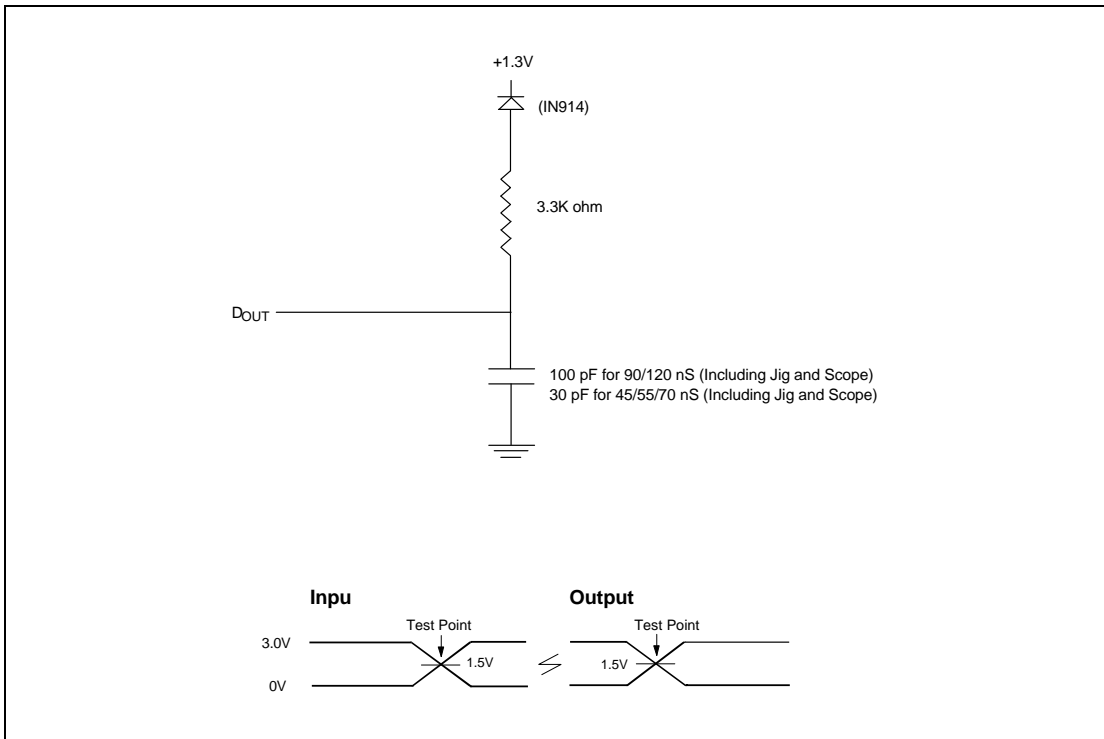 +1.3V
(IN914)
3.3K ohm
DOUT
100 pF for 90/120 nS (Including Jig and Scope)
30 pF for 45/55/70 nS (Including Jig and Scope)
Inpu
Output
Test Point
Test Point
3.0V
1.5V
1.5V
0V